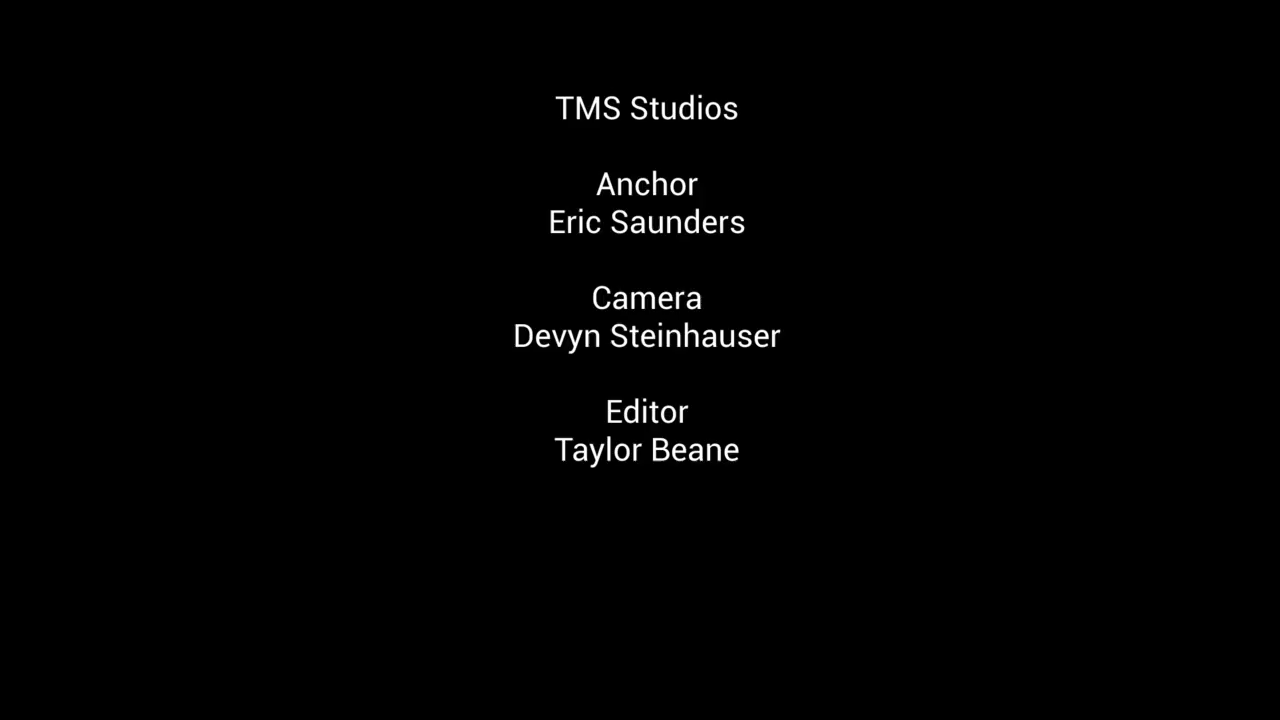 TMS Studios
Anchor
Eric Saunders
Camera
Devyn Steinhauser
Editor
Taylor Beane